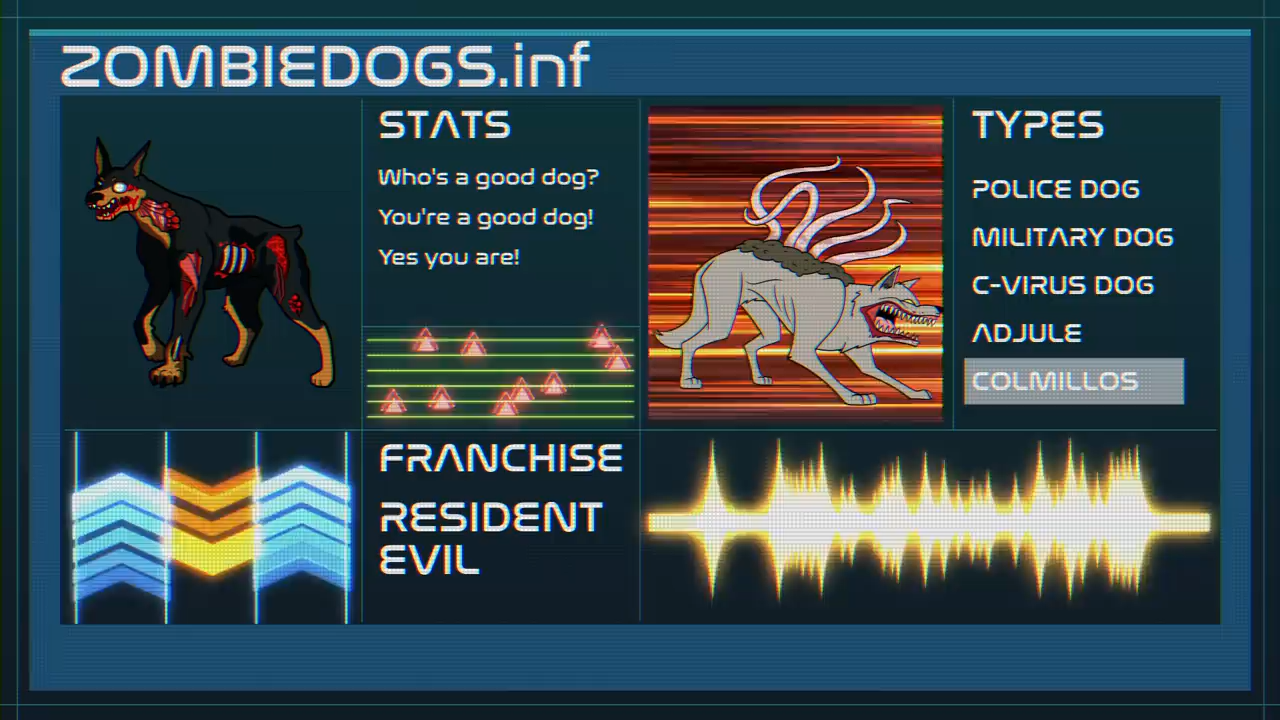 ZOMBIEDOGS.inf
STATS
Who's a good dog?
You're a good dog!
Yes you are!
TYPES
POLICE DOG
MILITARY DOG
C-VIRUS DOG
ADJULE
COLMILLOS
FRANCHISE
RESIDENT
EVIL